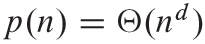 p(n) = Θ(n^d)